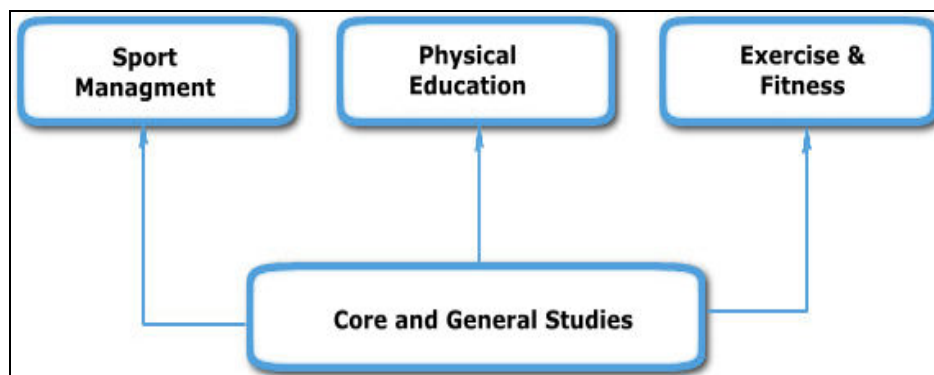 Sport
Managment
Physical
Education
Exercise &
Fitness
Core and General Studies